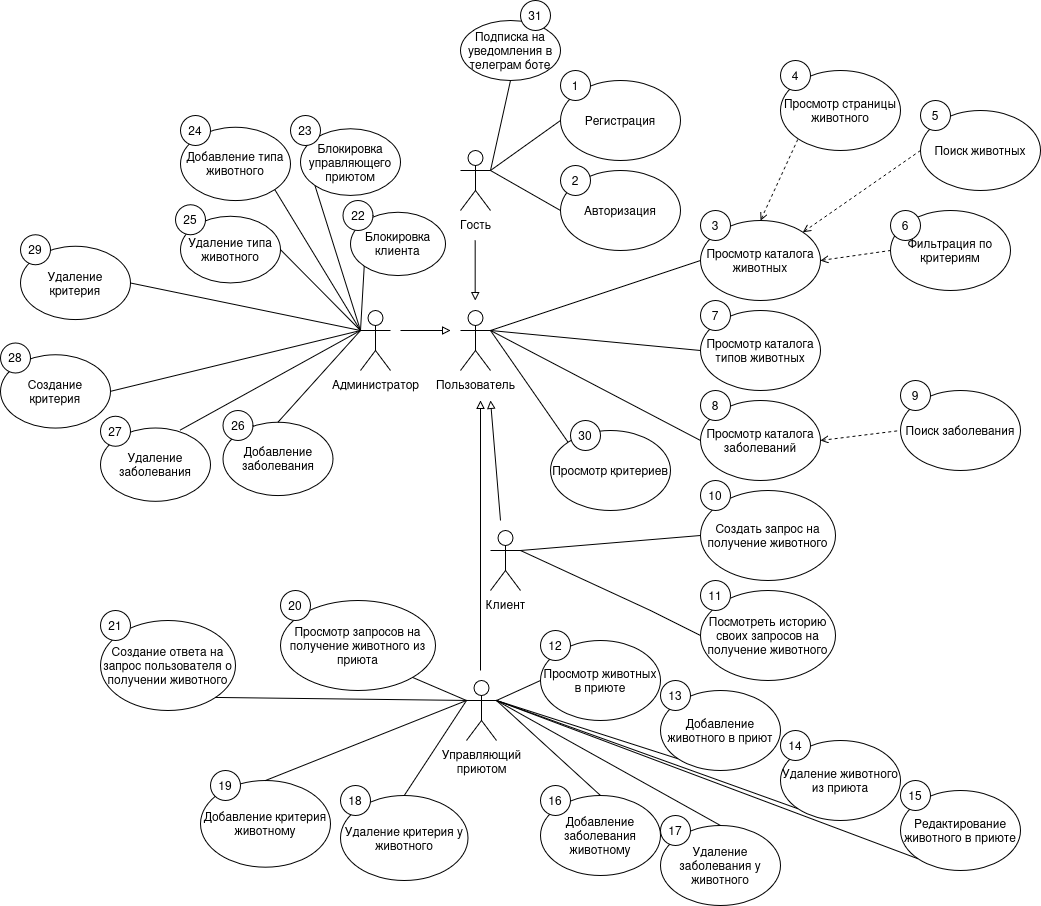 31
Подписка на
уведомления в
телеграм боте
1
Регистрация
2
Авторизация
Гость
4
Просмотр страницы
животного
5
Поиск животных
3
Просмотр каталога
животных
6
Фильтрация по
критериям
7
Просмотр каталога
типов животных
8
Просмотр каталога
заболеваний
9
Поиск заболевания
30
Просмотр критериев
24
Добавление типа
животного
23
Блокировка
управляющего
приютом
25
Удаление типа
животного
22
Блокировка
клиента
29
Удаление
критерия
28
Создание
критерия
27
Удаление
заболевания
26
Добавление
заболевания
Администратор
Пользователь
10
Создать запрос на
получение животного
11
Посмотреть историю
своих запросов на
получение животного
Клиент
21
Создание ответа на
запрос пользователя о
получении животного
20
Просмотр запросов на
получение животного из
приюта
12
Просмотр животных
в приюте
13
Добавление
животного в приют
14
Удаление животного
из приюта
15
Редактирование
животного в приюте
Управляющий
приютом
19
Добавление критерия
животному
18
Удаление критерия у
животного
16
Добавление
заболевания
животному
17
Удаление
заболевания у
животного